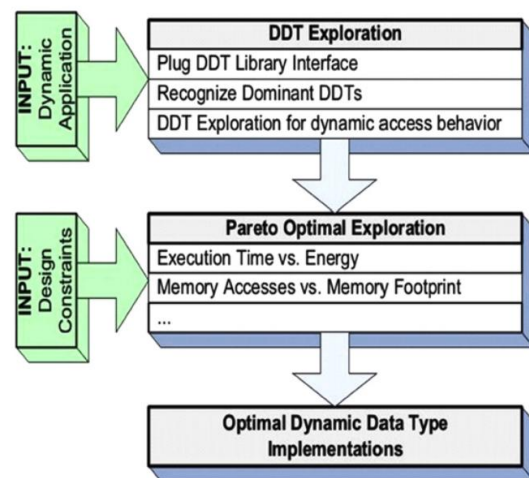 INPUT:
Dynamic
Application
DDT Exploration
Plug DDT Library Interface
Recognize Dominant DDTs
DDT Exploration for dynamic access behavior
INPUT:
Design
Constraints
Pareto Optimal Exploration
Execution Time vs. Energy
Memory Accesses vs. Memory Footprint
...
Optimal Dynamic Data Type
Implementations